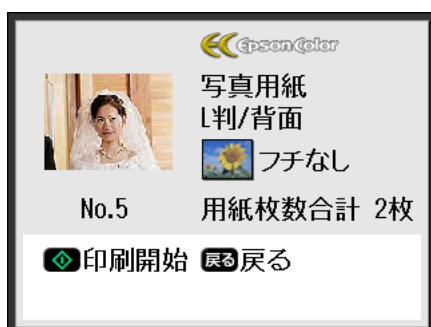 Epson Color
写真用紙
L判/背面
フチなし
No.5
用紙枚数合計 2枚
印刷開始 戻る戻る